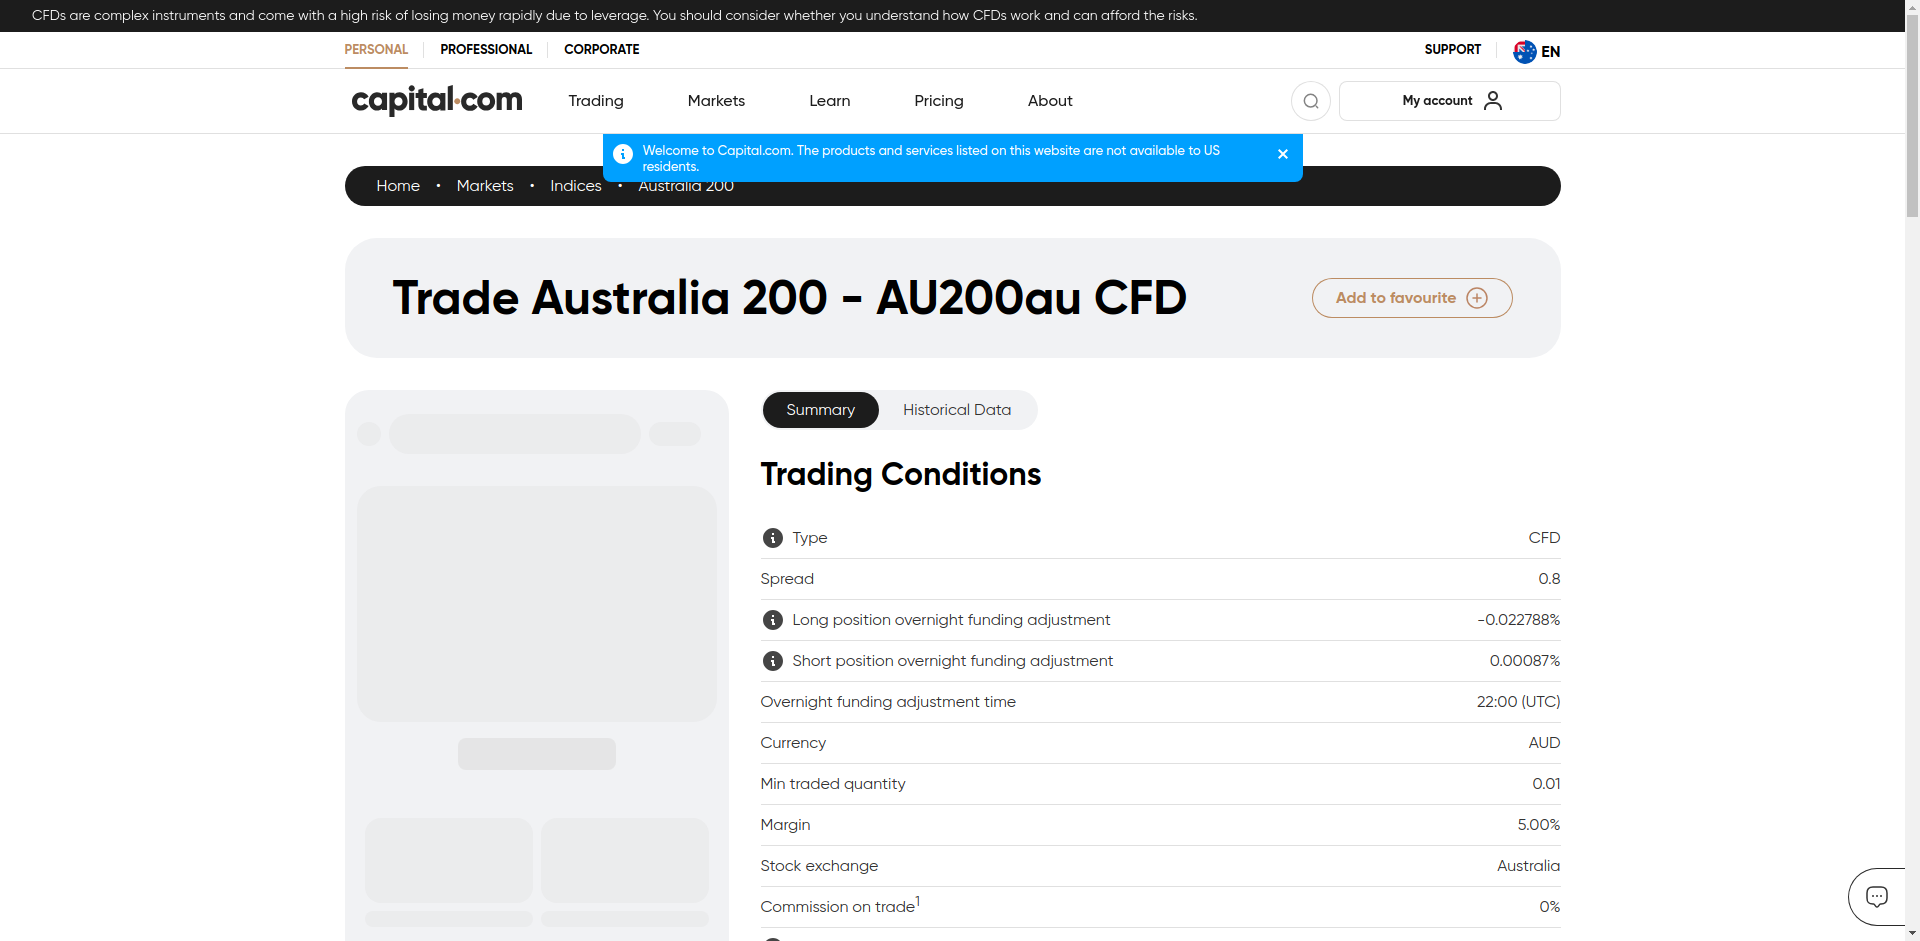 CFDs are complex instruments and come with a high risk of losing money rapidly due to leverage. You should consider whether you understand how CFDs work and can afford the risks.
PERSONAL PROFESSIONAL CORPORATE SUPPORT EN
capital.com Trading Markets Learn Pricing About My account
Welcome to Capital.com. The products and services listed on this website are not available to US
residents.
Home • Markets • Indices • Australia 200
Trade Australia 200 - AU200au CFD
Add to favourite
Summary Historical Data
Trading Conditions
Type CFD
Spread 0.8
Long position overnight funding adjustment -0.022788%
Short position overnight funding adjustment 0.00087%
Overnight funding adjustment time 22:00 (UTC)
Currency AUD
Min traded quantity 0.01
Margin 5.00%
Stock exchange Australia
Commission on trade1 0%